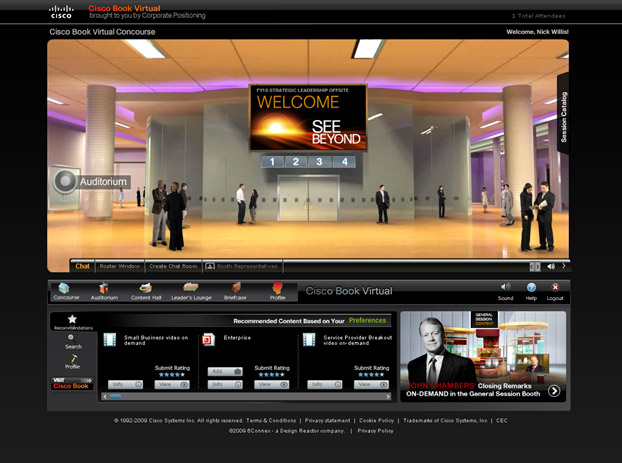 CISCO
Cisco Book Virtual
brought to you by Corporate Positioning
1 Total Attendees
Cisco Book Virtual Concourse
Welcome, Nick Willis!
FY10 STRATEGIC LEADERSHIP OFFSITE
WELCOME
SEE
BEYOND
1 2 3 4
Session Catalog
Auditorium
Chat
Roster Window
Create Chat Room
Booth Representatives
Concourse
Auditorium
Content Hall
Leader's Lounge
Briefcase
Profile
Cisco Book Virtual
Sound
Help
Logout
Recommendations
Search
Profile
VISIT
Cisco Book
Recommended Content Based on Your Preferences
Small Business video on
demand
Enterprise
Service Provider Breakout
video on-demand
Submit Rating
Submit Rating
Submit Rating
Info
View
Add
Info
View
Info
View
GENERAL
SESSION
CONTENT
JOHN CHAMBERS' Closing Remarks
ON-DEMAND in the General Session Booth
© 1992-2009 Cisco Systems Inc. All rights reserved. Terms & Conditions | Privacy statement | Cookie Policy | Trademarks of Cisco Systems, Inc | CEC
©2009 6Connex - a Design Reactor company. | Privacy Policy